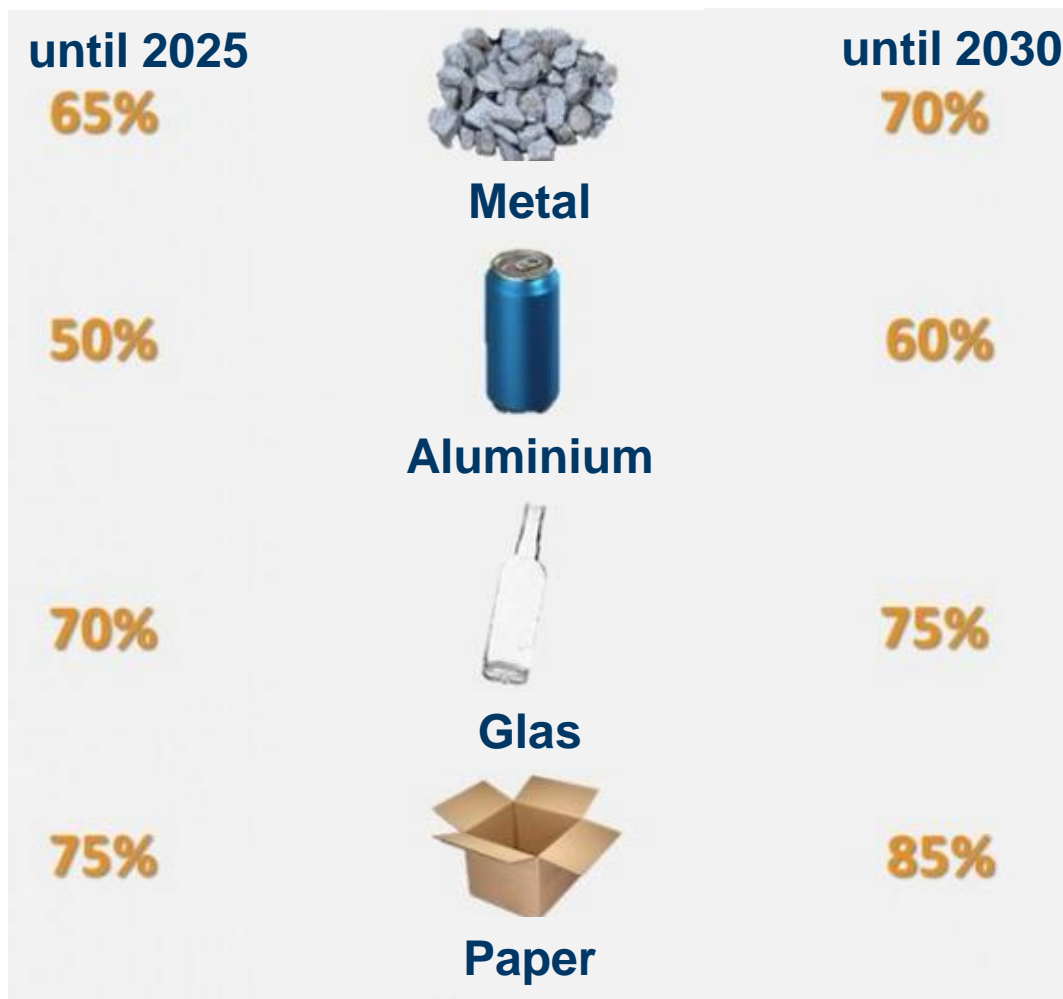 until 2025 until 2030
65% 70%
Metal
50% 60%
Aluminium
70% 75%
Glas
75% 85%
Paper